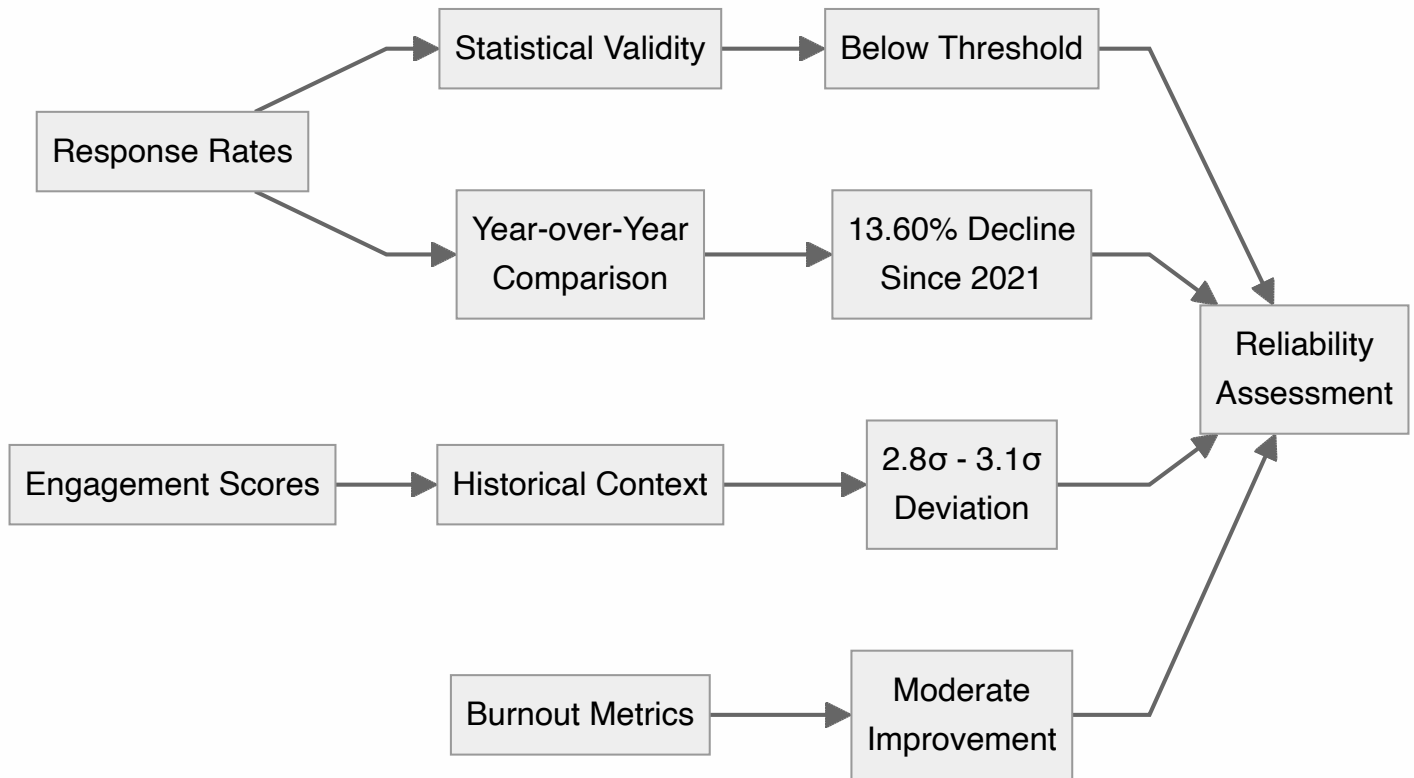 Statistical Validity
Below Threshold
Response Rates
Year-over-Year
Comparison
13.60% Decline
Since 2021
Reliability
Assessment
Engagement Scores
Historical Context
2.8σ - 3.1σ
Deviation
Burnout Metrics
Moderate
Improvement